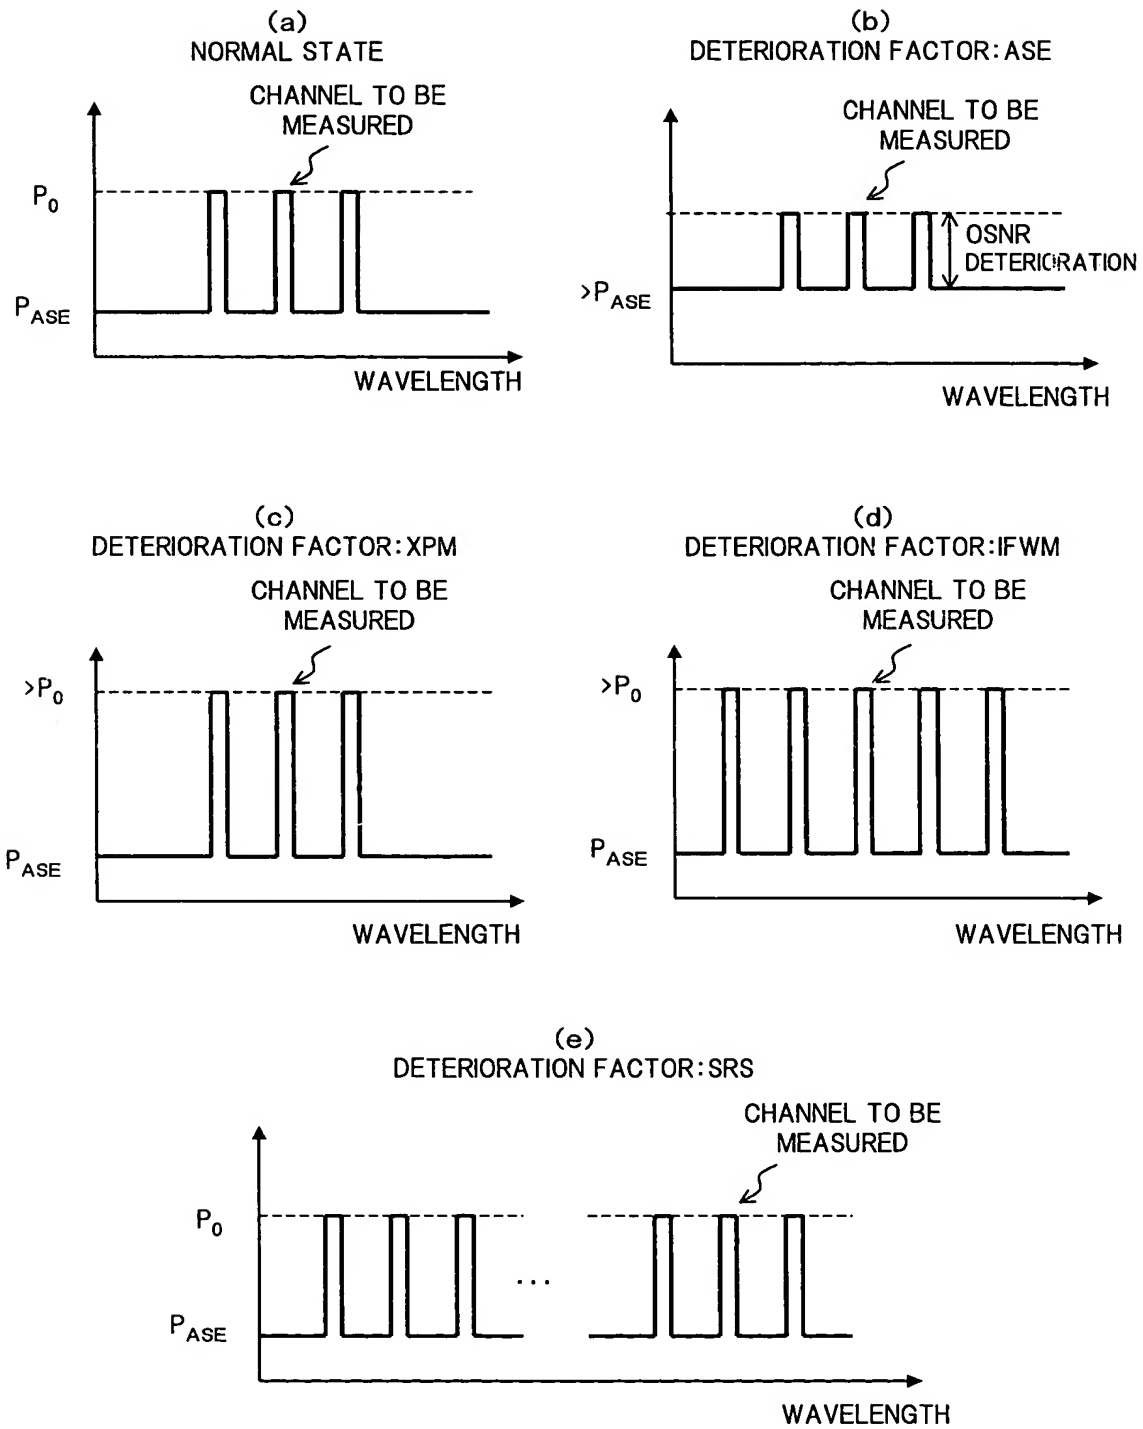 (a)
NORMAL STATE
CHANNEL TO BE
MEASURED
P0
PASE
WAVELENGTH
(b)
DETERIORATION FACTOR:ASE
CHANNEL TO BE
MEASURED
OSNR
DETERIORATION
>PASE
WAVELENGTH
(c)
DETERIORATION FACTOR:XPM
CHANNEL TO BE
MEASURED
>P0
PASE
WAVELENGTH
(d)
DETERIORATION FACTOR:IFWM
CHANNEL TO BE
MEASURED
>P0
PASE
WAVELENGTH
(e)
DETERIORATION FACTOR:SRS
CHANNEL TO BE
MEASURED
P0
...
PASE
WAVELENGTH